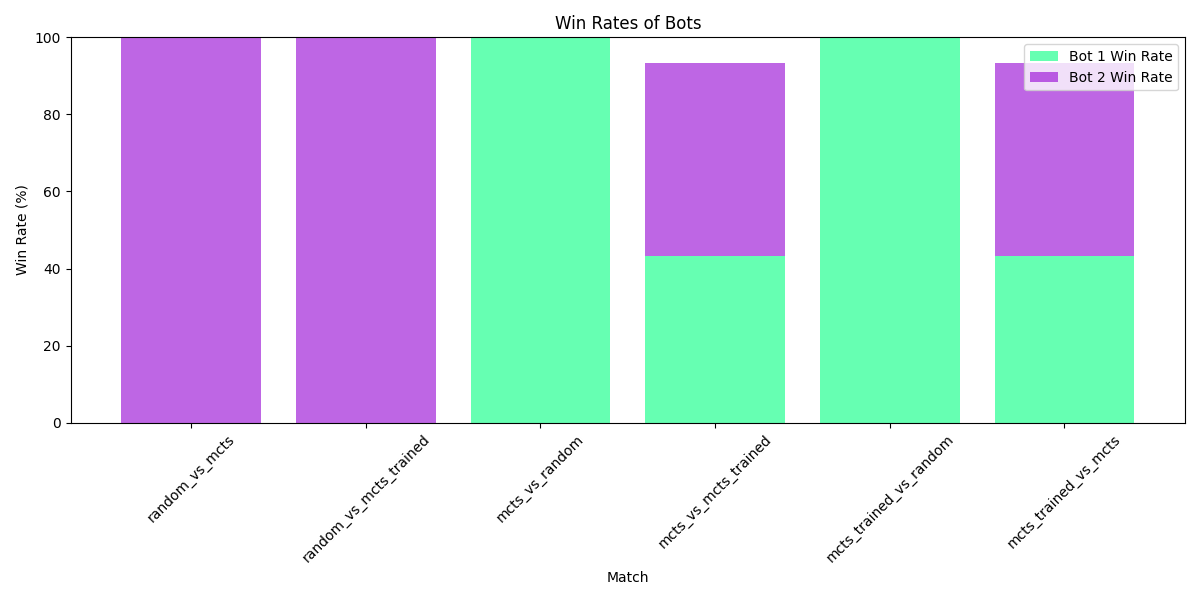 Win Rates of Bots
Bot 1 Win Rate
Bot 2 Win Rate
Win Rate (%)
100
80
60
40
20
0
random_vs_mcts
random_vs_mcts_trained
mcts_vs_random
mcts_vs_mcts_trained
mcts_trained_vs_random
mcts_trained_vs_mcts
Match